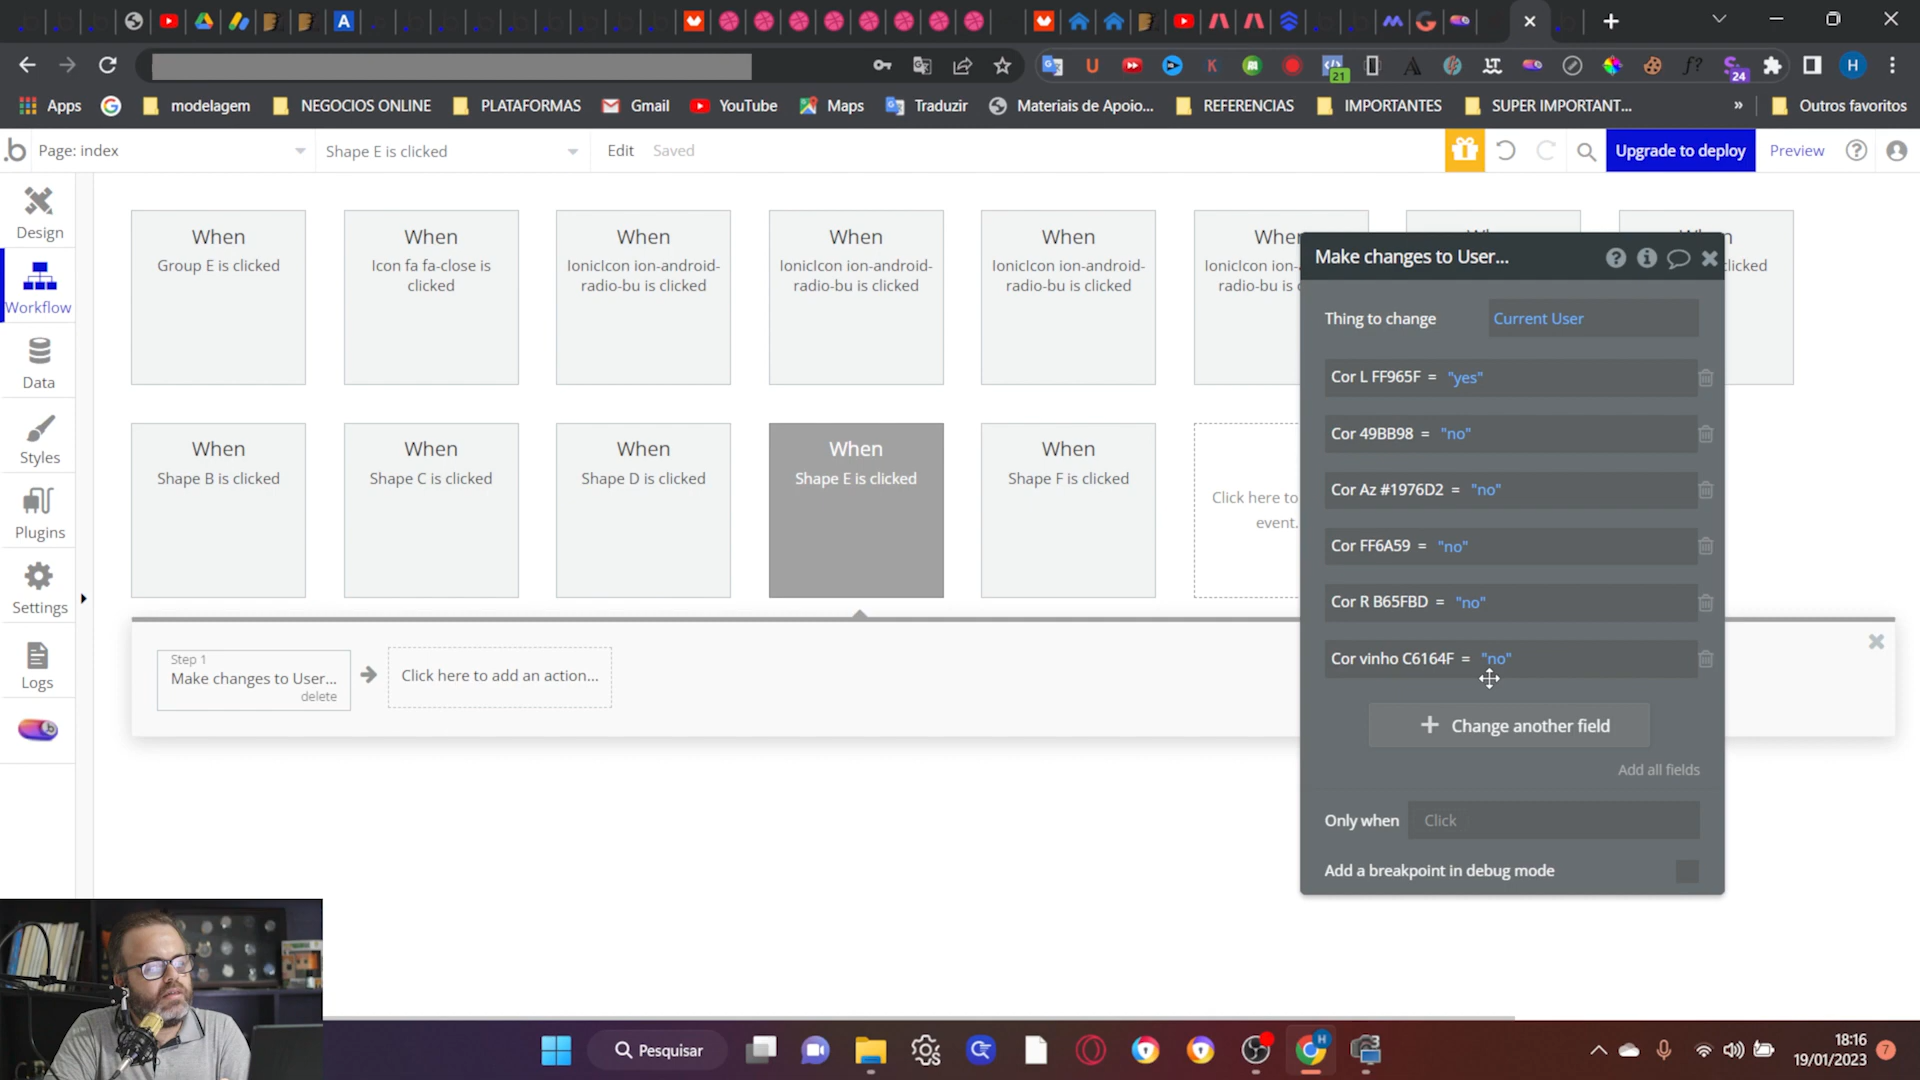 21
24
H
Apps
modelagem
NEGOCIOS ONLINE
PLATAFORMAS
Gmail
YouTube
Maps
Traduzir
Materiais de Apoio...
REFERENCIAS
IMPORTANTES
SUPER IMPORTANT...
»
Outros favoritos
Page: index
Shape E is clicked
Edit
Saved
Upgrade to deploy
Preview
Design
Workflow
Data
Styles
Plugins
Settings
Logs
When
Group E is clicked
When
Icon fa fa-close is
clicked
When
IonicIcon ion-android-
radio-bu is clicked
When
IonicIcon ion-android-
radio-bu is clicked
When
IonicIcon ion-android-
radio-bu is clicked
When
Shape B is clicked
When
Shape C is clicked
When
Shape D is clicked
When
Shape E is clicked
When
Shape F is clicked
Click here to
event.
Step 1
Make changes to User...
delete
Click here to add an action...
Make changes to User...
Thing to change
Current User
Cor L FF965F = "yes"
Cor 49BB98 = "no"
Cor Az #1976D2 = "no"
Cor FF6A59 = "no"
Cor R B65FBD = "no"
Cor vinho C6164F = "no"
+ Change another field
Add all fields
Only when
Click
Add a breakpoint in debug mode
Pesquisar
18:16
19/01/2023
7